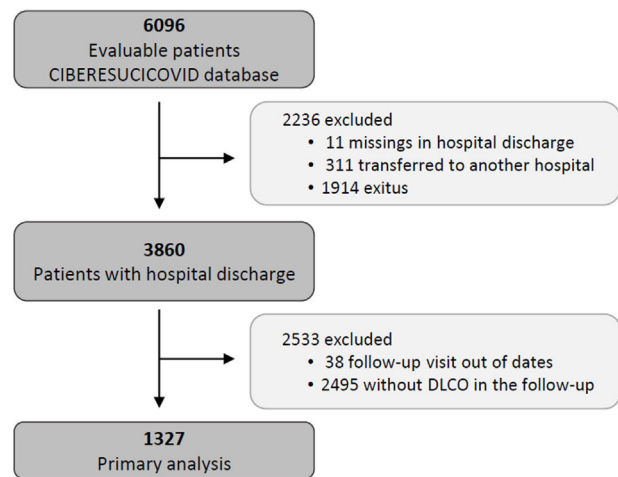 6096
Evaluable patients
CIBERESUCICOVID database
2236 excluded
• 11 missings in hospital discharge
• 311 transferred to another hospital
• 1914 exitus
3860
Patients with hospital discharge
2533 excluded
• 38 follow-up visit out of dates
• 2495 without DLCO in the follow-up
1327
Primary analysis